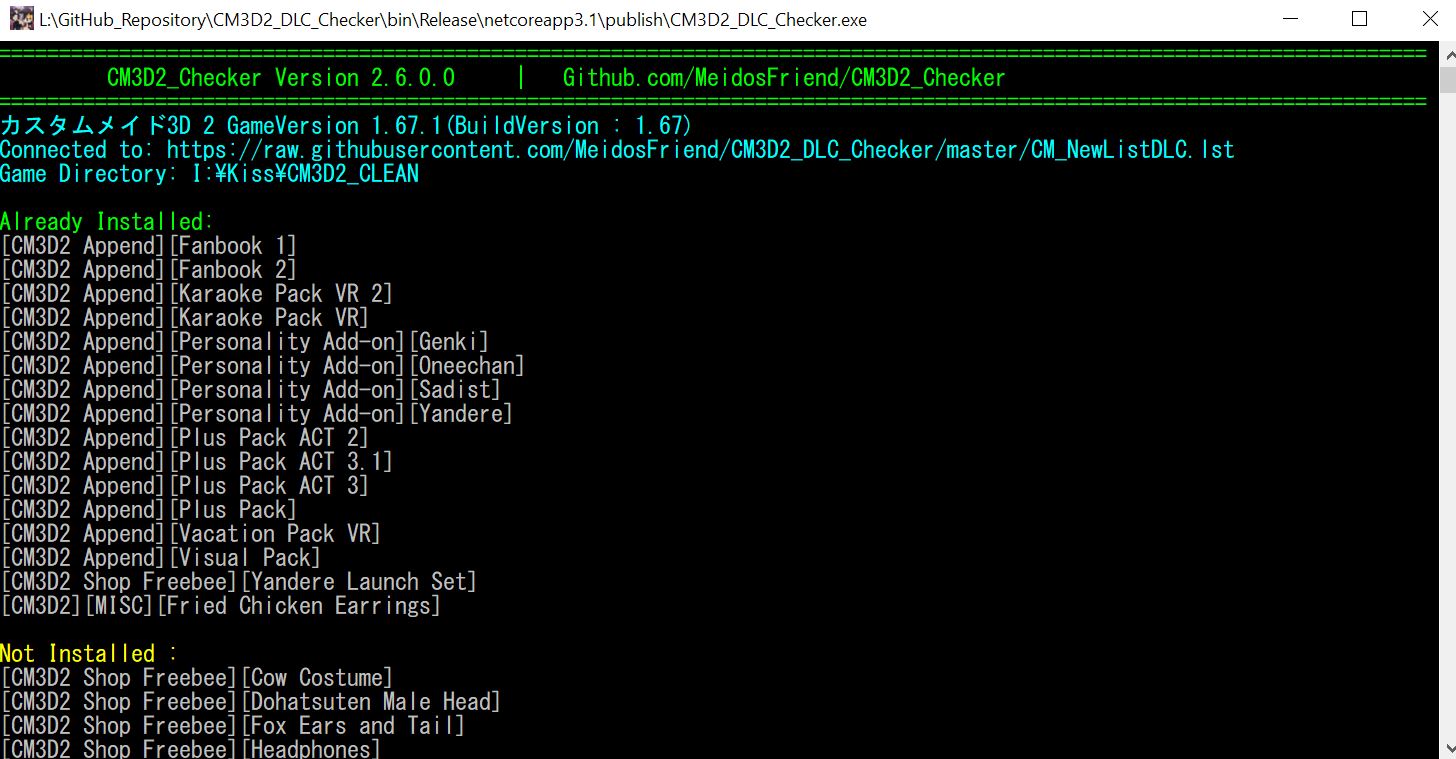 L:\GitHub_Repository\CM3D2_DLC_Checker\bin\Release\netcoreapp3.1\publish\CM3D2_DLC_Checker.exe
===========================================================================================================================
CM3D2_Checker Version 2.6.0.0 | Github.com/MeidosFriend/CM3D2_Checker
===========================================================================================================================
カスタムメイド3D 2 GameVersion 1.67.1(BuildVersion : 1.67)
Connected to: https://raw.githubusercontent.com/MeidosFriend/CM3D2_DLC_Checker/master/CM_NewListDLC.lst
Game Directory: I:¥Kiss¥CM3D2_CLEAN
Already Installed:
[CM3D2 Append][Fanbook 1]
[CM3D2 Append][Fanbook 2]
[CM3D2 Append][Karaoke Pack VR 2]
[CM3D2 Append][Karaoke Pack VR]
[CM3D2 Append][Personality Add-on][Genki]
[CM3D2 Append][Personality Add-on][Oneechan]
[CM3D2 Append][Personality Add-on][Sadist]
[CM3D2 Append][Personality Add-on][Yandere]
[CM3D2 Append][Plus Pack ACT 2]
[CM3D2 Append][Plus Pack ACT 3.1]
[CM3D2 Append][Plus Pack ACT 3]
[CM3D2 Append][Plus Pack]
[CM3D2 Append][Vacation Pack VR]
[CM3D2 Append][Visual Pack]
[CM3D2 Shop Freebee][Yandere Launch Set]
[CM3D2][MISC][Fried Chicken Earrings]
Not Installed :
[CM3D2 Shop Freebee][Cow Costume]
[CM3D2 Shop Freebee][Dohatsuten Male Head]
[CM3D2 Shop Freebee][Fox Ears and Tail]
[CM3D2 Shop Freebee][Headphones]